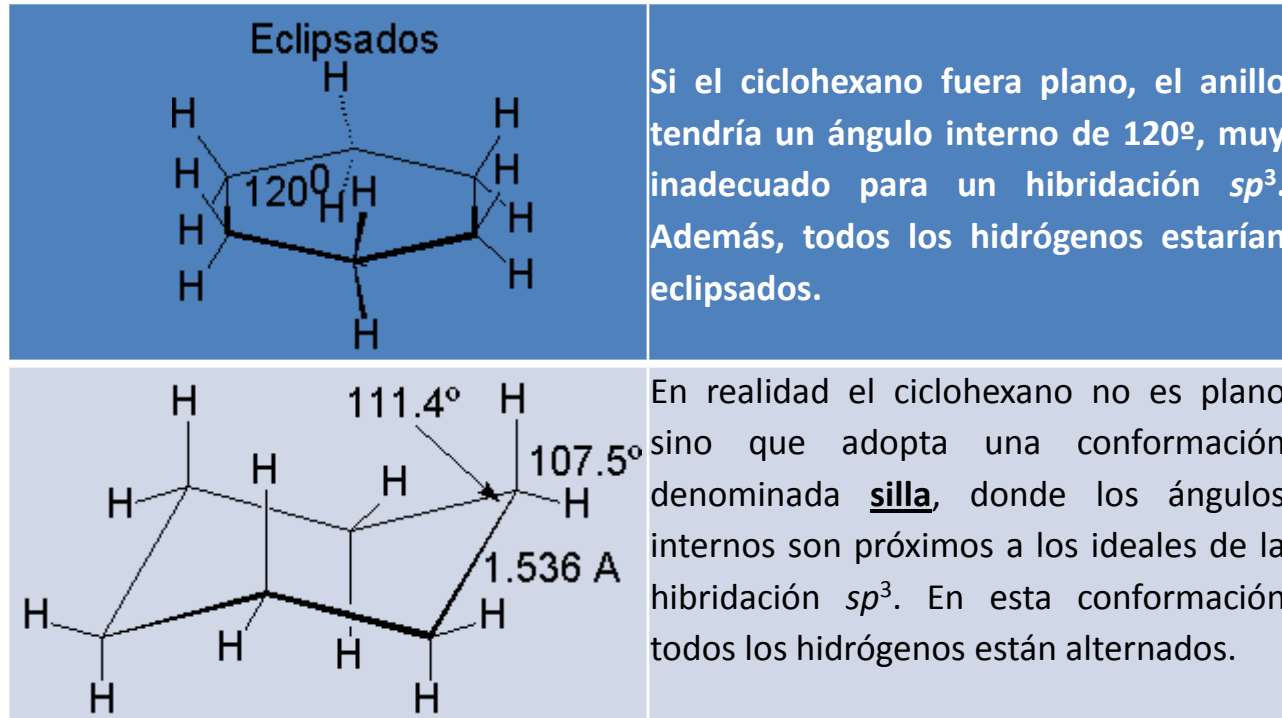 Eclipsados
H
H H
H 120º H H
H H
H H
H H
H
Si el ciclohexano fuera plano, el anillo
tendría un ángulo interno de 120º, muy
inadecuado para un hibridación sp³.
Además, todos los hidrógenos estarían
eclipsados.
H 111.4º H
H H 107.5º
H H
1.536 A
H H
H H
H H
En realidad el ciclohexano no es plano
sino que adopta una conformación
denominada silla, donde los ángulos
internos son próximos a los ideales de la
hibridación sp³. En esta conformación
todos los hidrógenos están alternados.